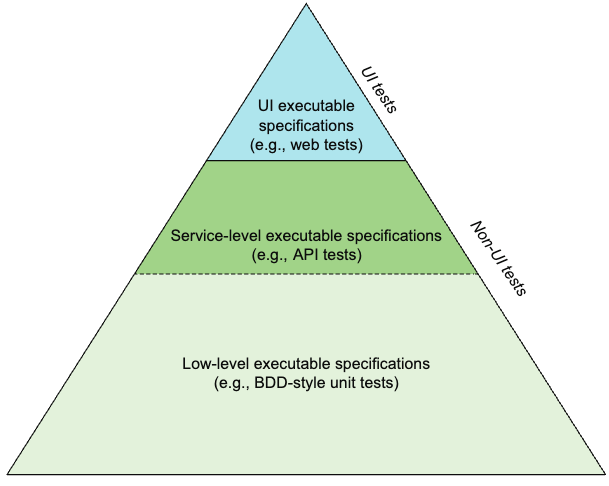 UI tests
UI executable
specifications
(e.g., web tests)
Non-UI tests
Service-level executable specifications
(e.g., API tests)
Low-level executable specifications
(e.g., BDD-style unit tests)